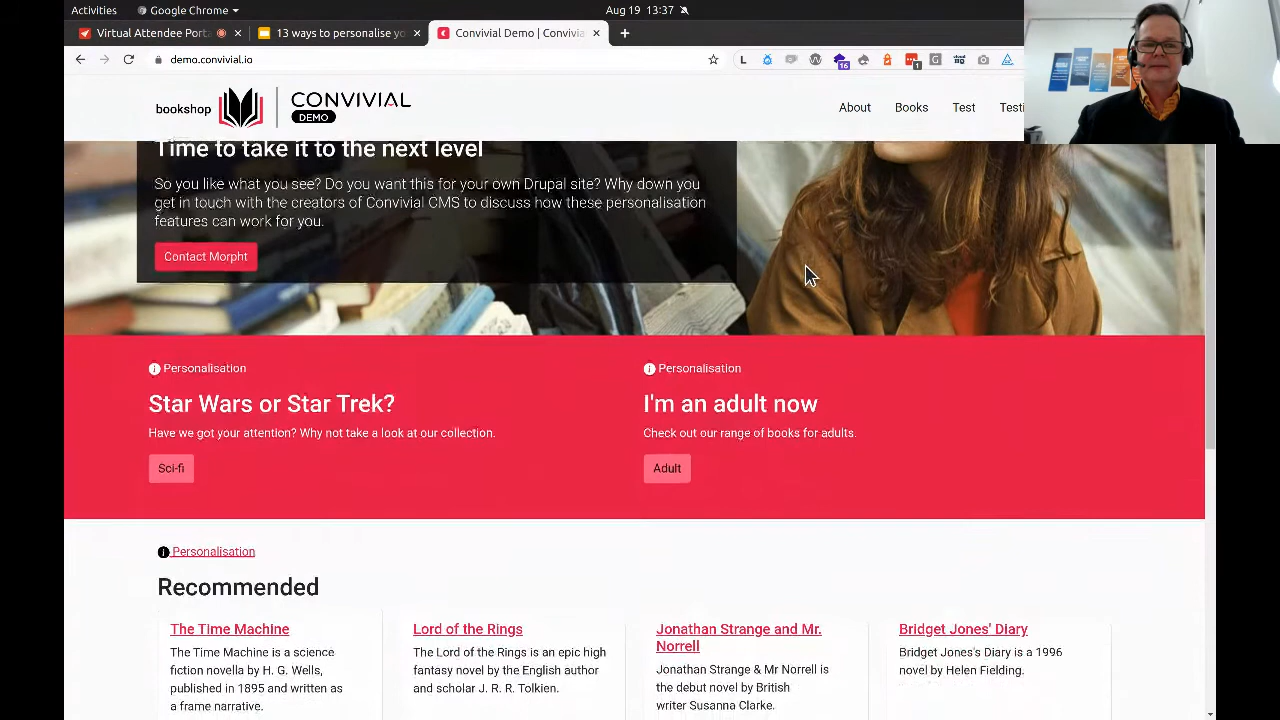 Activities
Google Chrome
Aug 19 13:37
Virtual Attendee Porta
13 ways to personalise yo
Convivial Demo | Convivia
demo.convivial.io
L
16
1
G
bookshop
CONVIVIAL
DEMO
About
Books
Test
Testi
Time to take it to the next level
So you like what you see? Do you want this for your own Drupal site? Why down you
get in touch with the creators of Convivial CMS to discuss how these personalisation
features can work for you.
Contact Morpht
Personalisation
Star Wars or Star Trek?
Have we got your attention? Why not take a look at our collection.
Sci-fi
Personalisation
I'm an adult now
Check out our range of books for adults.
Adult
Personalisation
Recommended
The Time Machine
The Time Machine is a science
fiction novella by H. G. Wells,
published in 1895 and written as
a frame narrative.
Lord of the Rings
The Lord of the Rings is an epic high
fantasy novel by the English author
and scholar J. R. R. Tolkien.
Jonathan Strange and Mr.
Norrell
Jonathan Strange & Mr Norrell is
the debut novel by British
writer Susanna Clarke.
Bridget Jones' Diary
Bridget Jones's Diary is a 1996
novel by Helen Fielding.